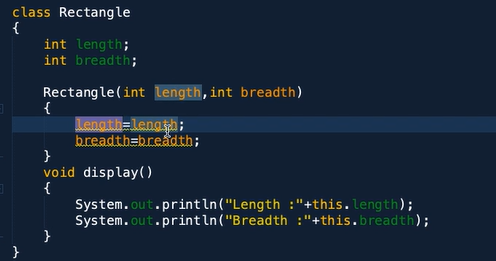 class Rectangle
{
int length;
int breadth;
Rectangle(int length,int breadth)
{
length=length;
breadth=breadth;
}
void display()
{
System.out.println("Length :"+this.length);
System.out.println("Breadth :"+this.breadth);
}
}